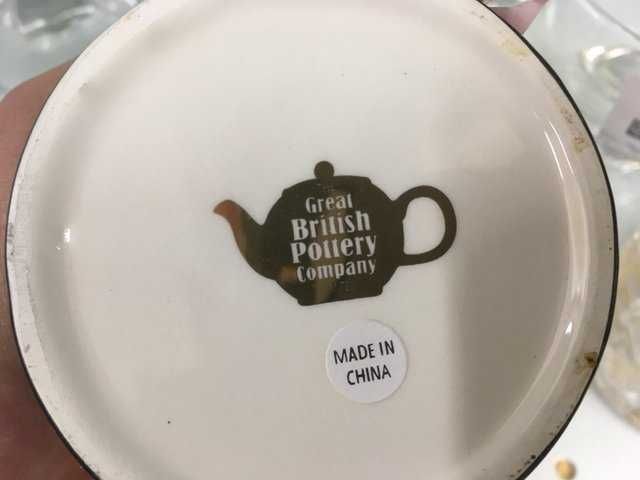 Great
British
Pottery
Company
MADE IN
CHINA